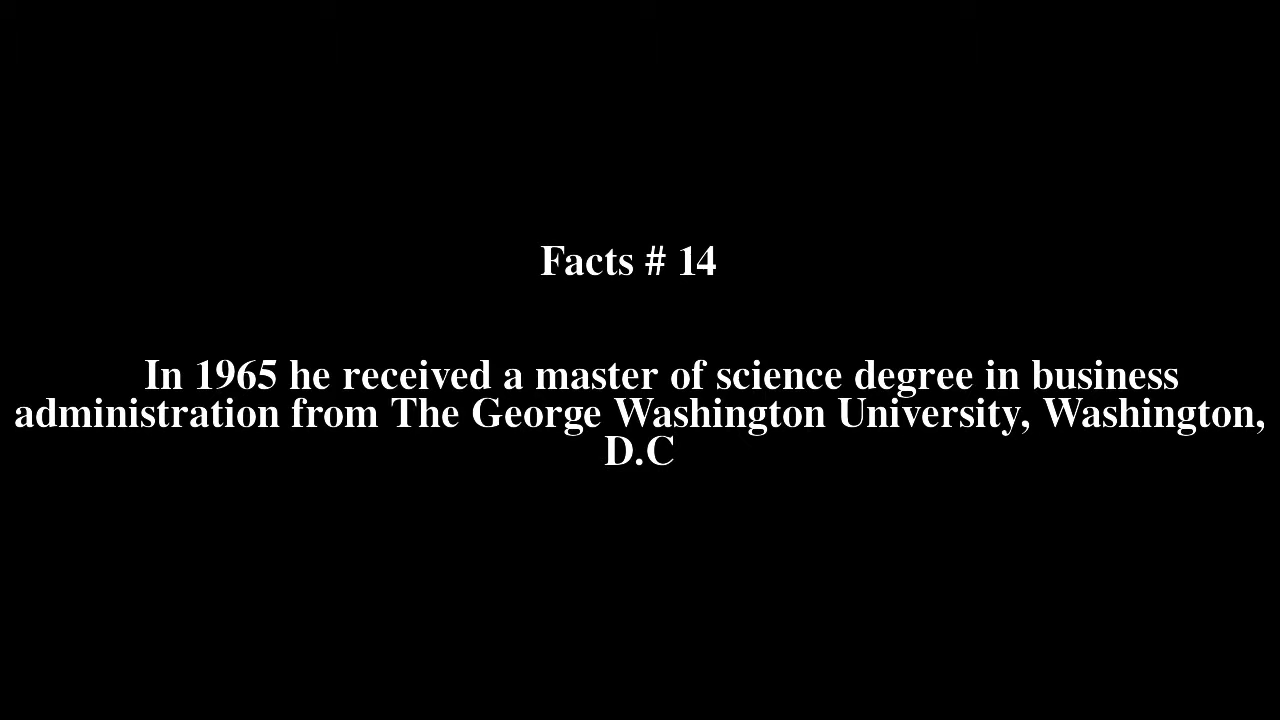 Facts # 14
In 1965 he received a master of science degree in business
administration from The George Washington University, Washington,
D.C